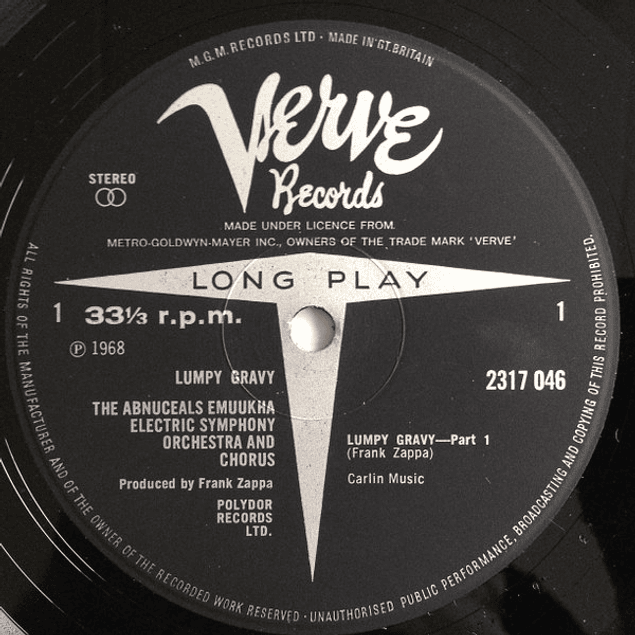 M.G.M. RECORDS LTD · MADE IN GT. BRITAIN
Verve
Records
STEREO
MADE UNDER LICENCE FROM
METRO-GOLDWYN-MAYER INC., OWNERS OF THE TRADE MARK 'VERVE'
LONG PLAY
1 33⅓ r.p.m. 1
℗ 1968
LUMPY GRAVY
2317 046
THE ABNUCEALS EMUUKHA
ELECTRIC SYMPHONY
ORCHESTRA AND
CHORUS
LUMPY GRAVY—Part 1
(Frank Zappa)
Produced by Frank Zappa
Carlin Music
POLYDOR
RECORDS
LTD.
ALL RIGHTS OF THE MANUFACTURER AND OF THE OWNER OF THE RECORDED WORK RESERVED · UNAUTHORISED PUBLIC PERFORMANCE, BROADCASTING AND COPYING OF THIS RECORD PROHIBITED.